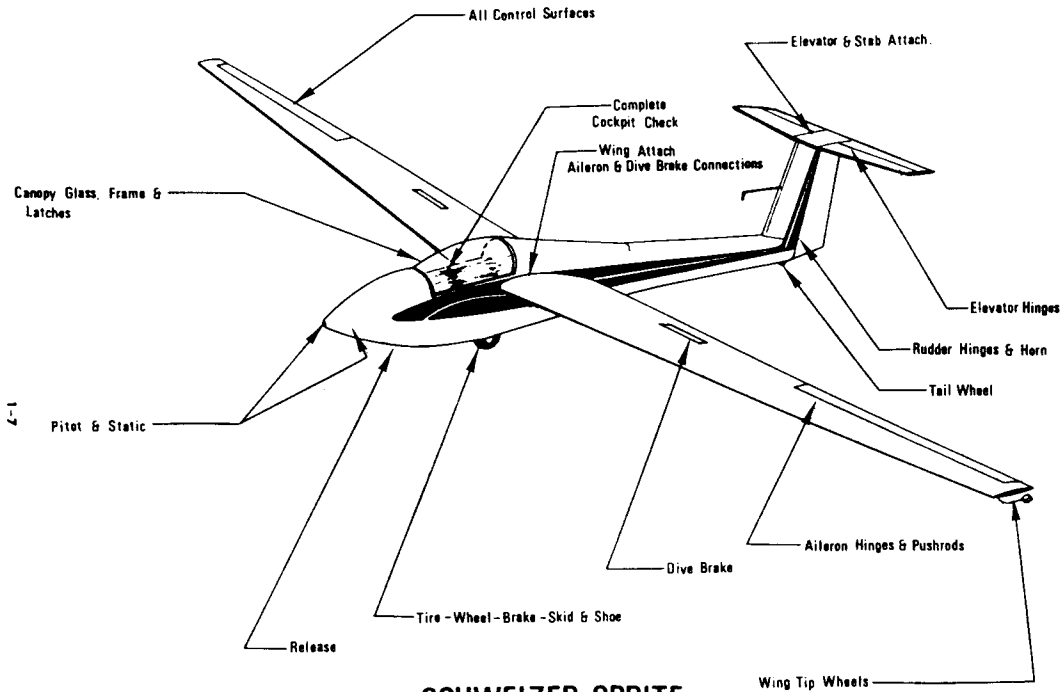 All Control Surfaces
Elevator & Stab Attach.
Complete
Cockpit Check
Wing Attach
Aileron & Dive Brake Connections
Canopy Glass, Frame &
Latches
Elevator Hinges
Rudder Hinges & Horn
Tail Wheel
1-7
Pitot & Static
Aileron Hinges & Pushrods
Dive Brake
Tire-Wheel-Brake-Skid & Shoe
Release
Wing Tip Wheels